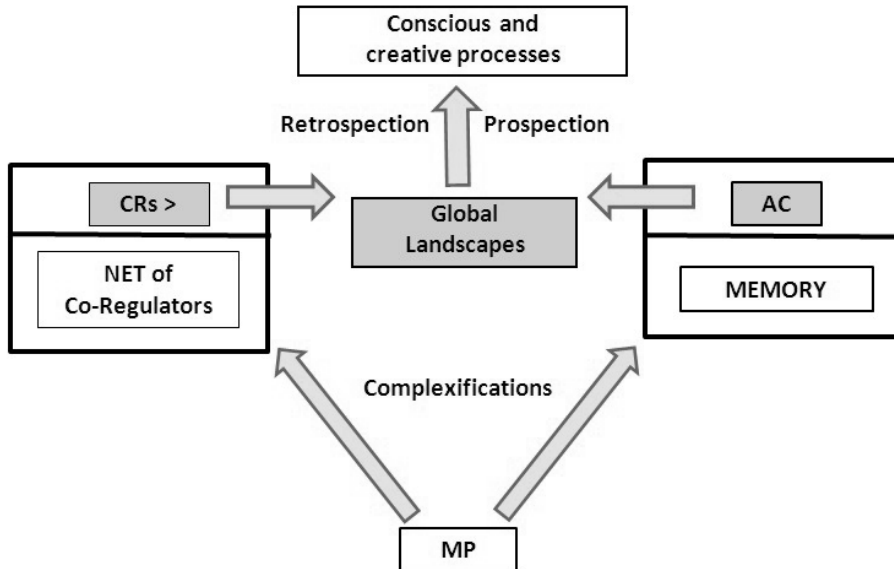 Conscious and
creative processes
Retrospection
Prospection
CRs >
Global
Landscapes
AC
NET of
Co-Regulators
MEMORY
Complexifications
MP